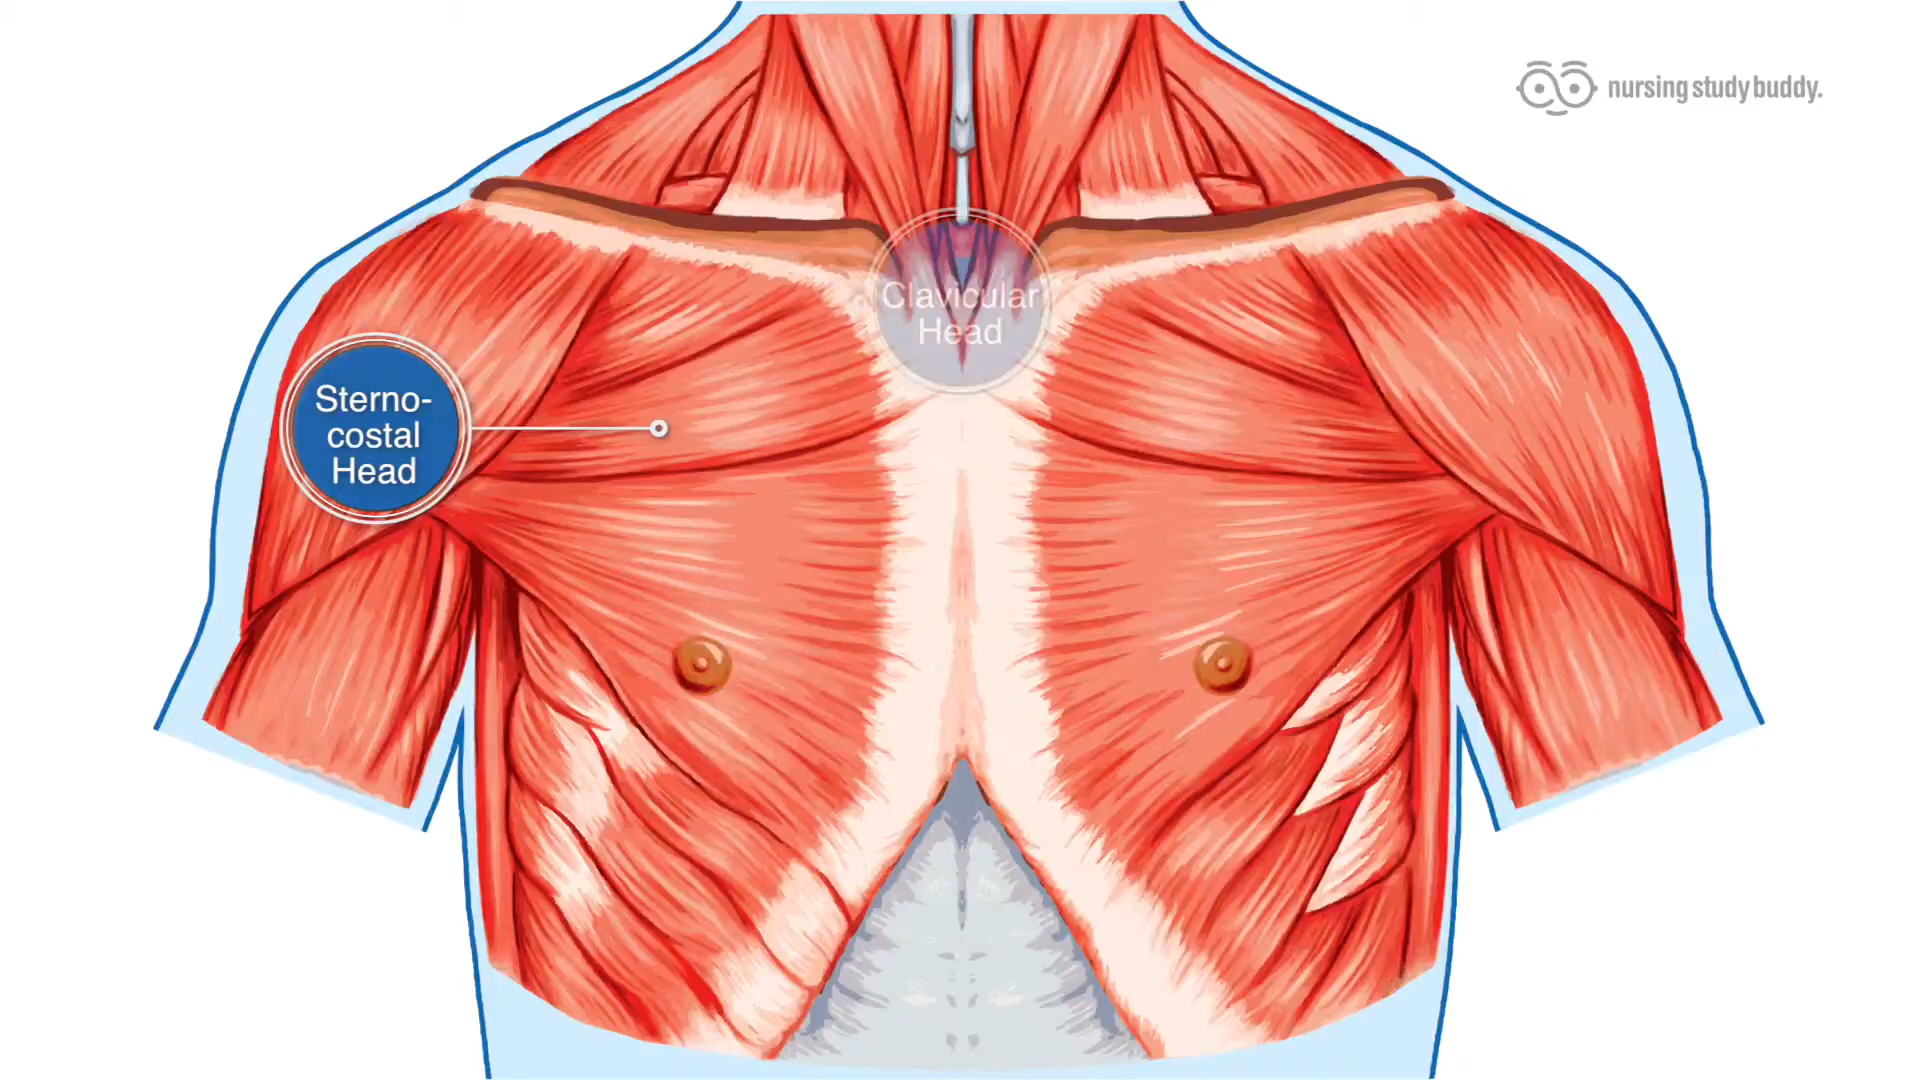 nursing study buddy.
Clavicular
Head
Sterno-
costal
Head